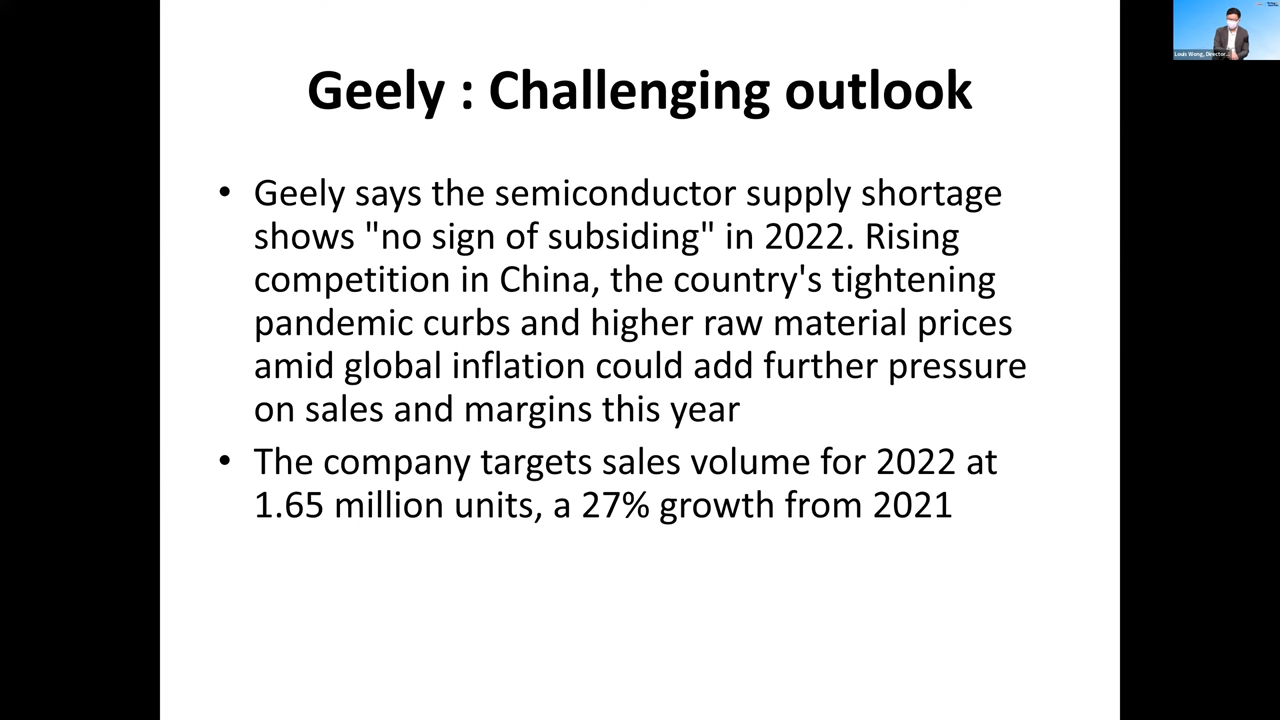 Geely : Challenging outlook
• Geely says the semiconductor supply shortage
shows "no sign of subsiding" in 2022. Rising
competition in China, the country's tightening
pandemic curbs and higher raw material prices
amid global inflation could add further pressure
on sales and margins this year
• The company targets sales volume for 2022 at
1.65 million units, a 27% growth from 2021
Louis Wong, Director...